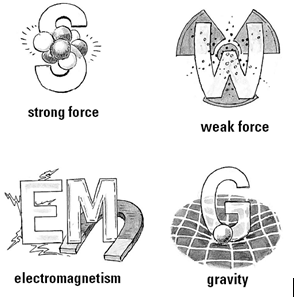 S
strong force
W
weak force
EM
electromagnetism
G
gravity